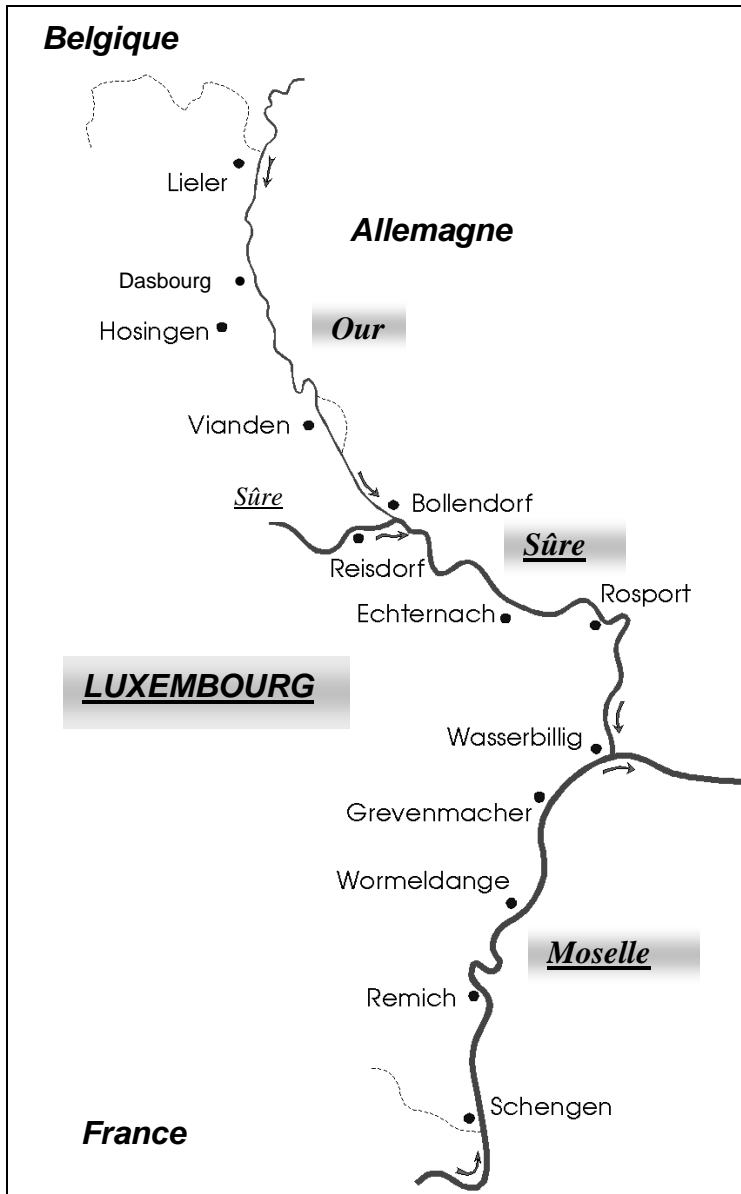 Belgique
Lieler
Allemagne
Dasbourg
Our
Hosingen
Vianden
Sûre
Bollendorf
Sûre
Reisdorf
Rosport
Echternach
LUXEMBOURG
Wasserbillig
Grevenmacher
Wormeldange
Moselle
Remich
Schengen
France